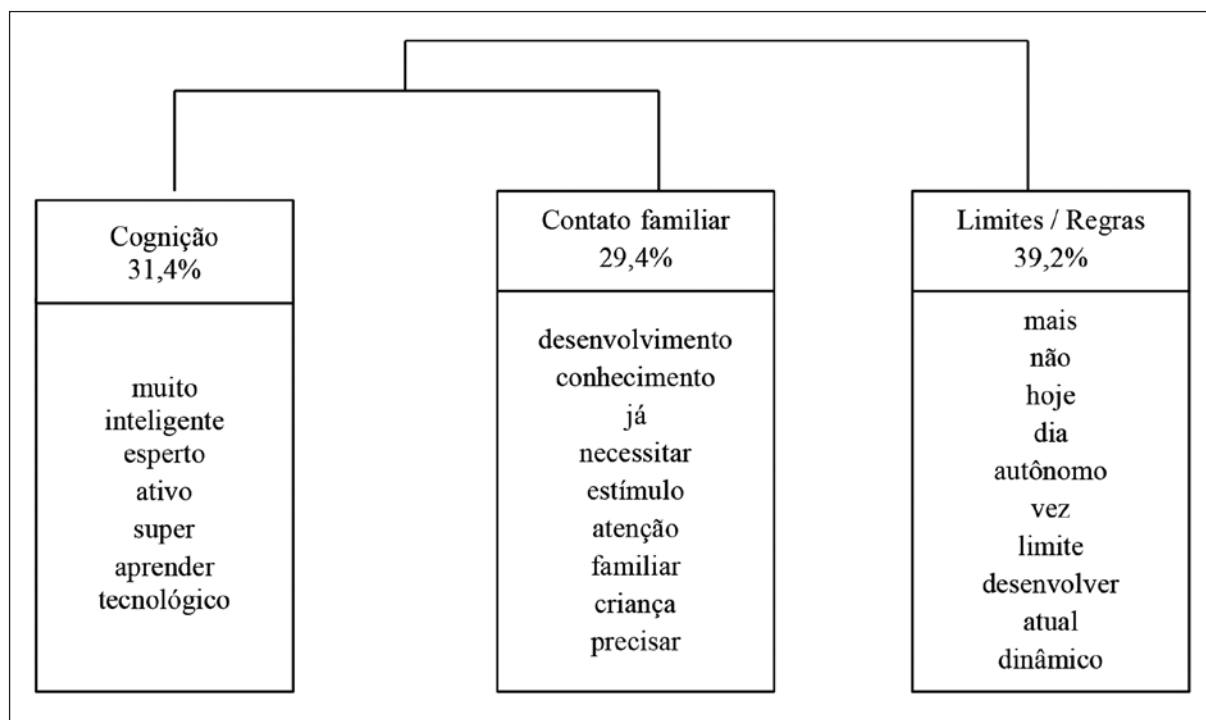 Cognição
31,4%
muito
inteligente
esperto
ativo
super
aprender
tecnológico
Contato familiar
29,4%
desenvolvimento
conhecimento
já
necessitar
estímulo
atenção
familiar
criança
precisar
Limites / Regras
39,2%
mais
não
hoje
dia
autônomo
vez
limite
desenvolver
atual
dinâmico